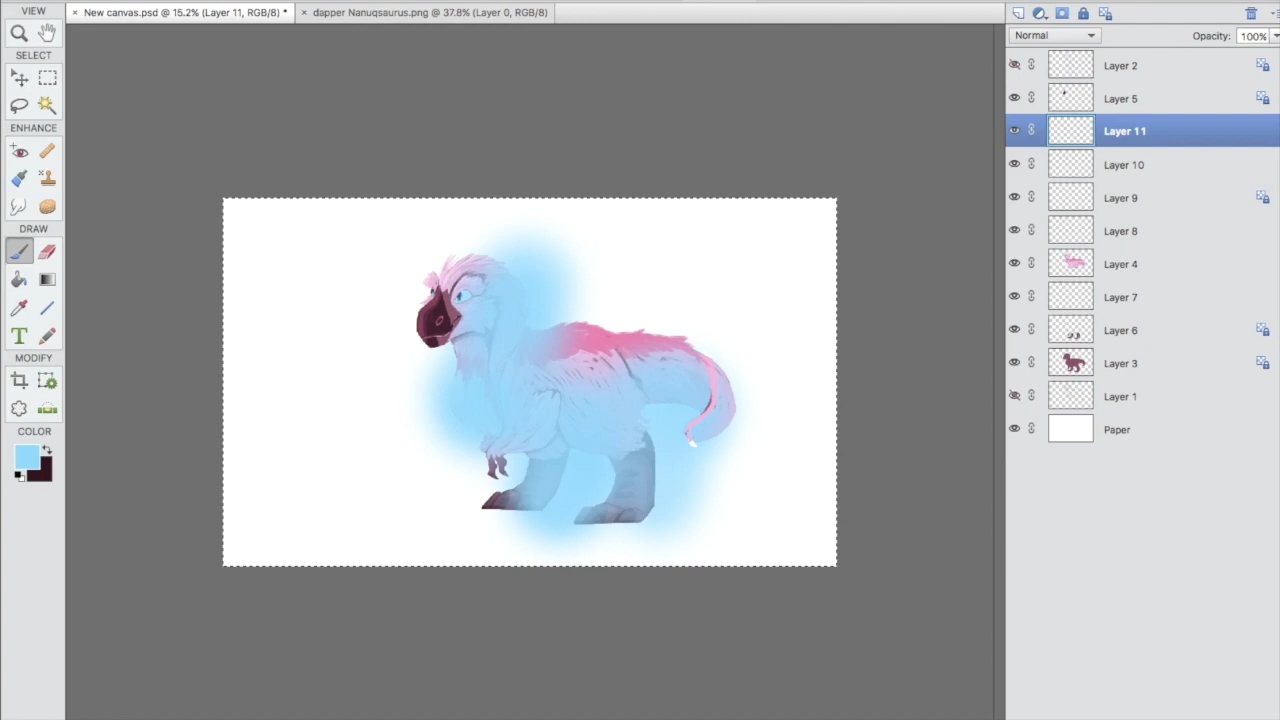 VIEW
× New canvas.psd @ 15.2% (Layer 11, RGB/8) *
× dapper Nanuqsaurus.png @ 37.8% (Layer 0, RGB/8)
SELECT
ENHANCE
DRAW
T
MODIFY
COLOR
Normal
Opacity: 100%
Layer 2
Layer 5
Layer 11
Layer 10
Layer 9
Layer 8
Layer 4
Layer 7
Layer 6
Layer 3
Layer 1
Paper